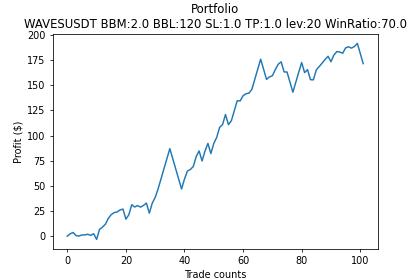 Portfolio
WAVESUSDT BBM:2.0 BBL:120 SL:1.0 TP:1.0 lev:20 WinRatio:70.0
200
175
150
125
100
75
50
25
0
Profit ($)
0 20 40 60 80 100
Trade counts